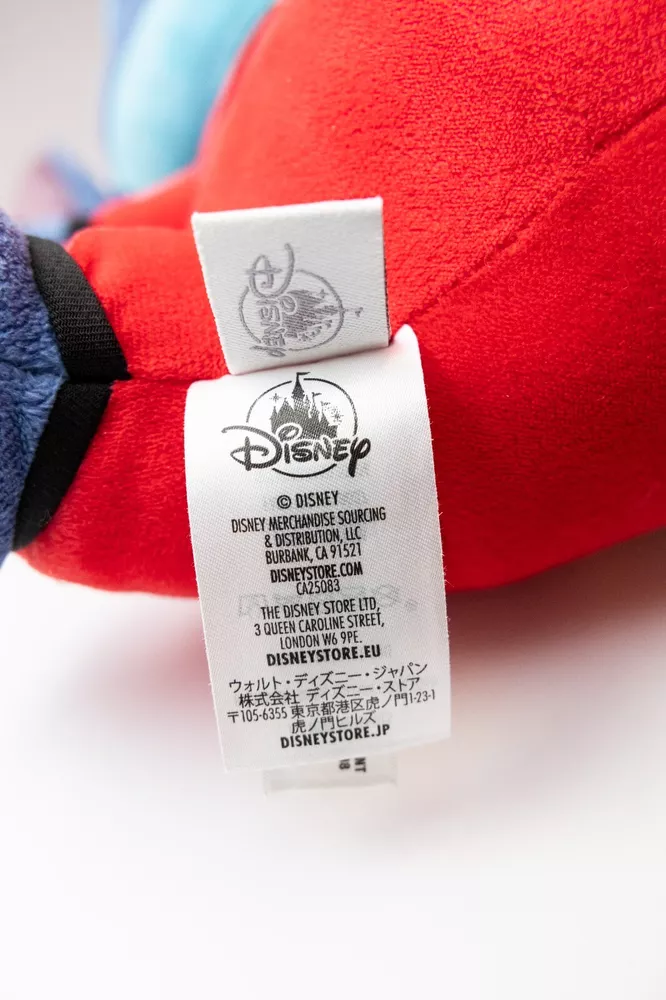 Disney
Disney
© DISNEY
DISNEY MERCHANDISE SOURCING
& DISTRIBUTION, LLC
BURBANK, CA 91521
DISNEYSTORE.COM
CA25083
THE DISNEY STORE LTD,
3 QUEEN CAROLINE STREET,
LONDON W6 9PE.
DISNEYSTORE.EU
ウォルト・ディズニー・ジャパン
株式会社 ディズニー・ストア
〒105-6355 東京都港区虎ノ門1-23-1
虎ノ門ヒルズ
DISNEYSTORE.JP